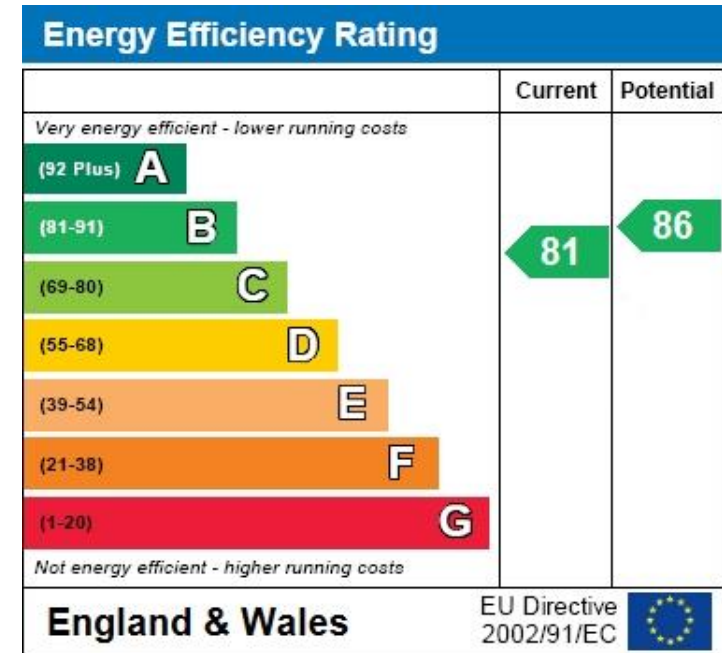 Energy Efficiency Rating
Current Potential
Very energy efficient - lower running costs
(92 Plus) A
(81-91) B
(69-80) C
(55-68) D
(39-54) E
(21-38) F
(1-20) G
81
86
Not energy efficient - higher running costs
England & Wales
EU Directive
2002/91/EC